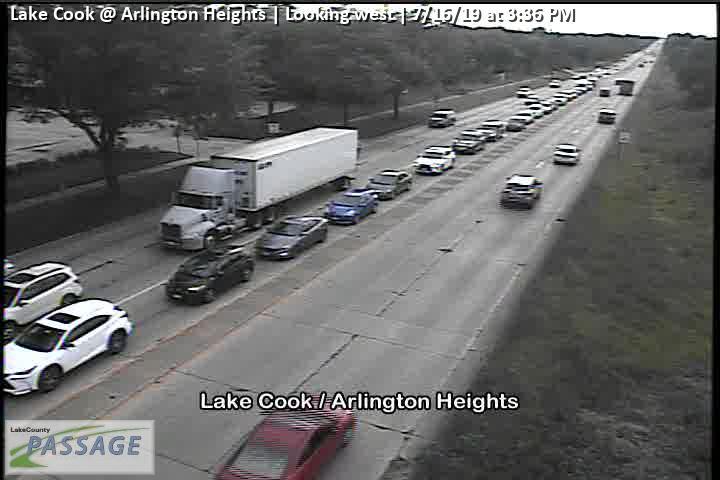 Lake Cook @ Arlington Heights | Looking west | 7/16/19 at 3:36 PM
Lake Cook / Arlington Heights
LakeCounty
PASSAGE